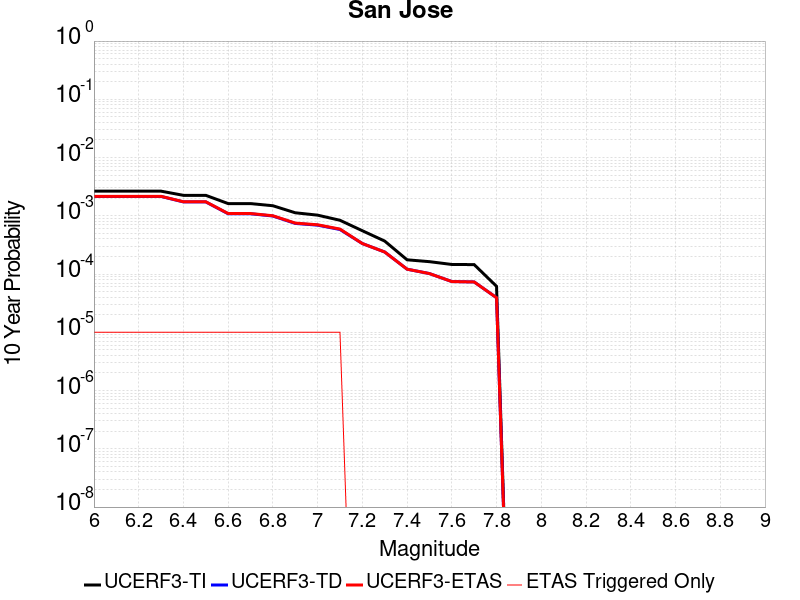 San Jose
10^0
10^-1
10^-2
10^-3
10^-4
10^-5
10^-6
10^-7
10^-8
10 Year Probability
6 6.2 6.4 6.6 6.8 7 7.2 7.4 7.6 7.8 8 8.2 8.4 8.6 8.8 9
Magnitude
UCERF3-TI UCERF3-TD UCERF3-ETAS ETAS Triggered Only